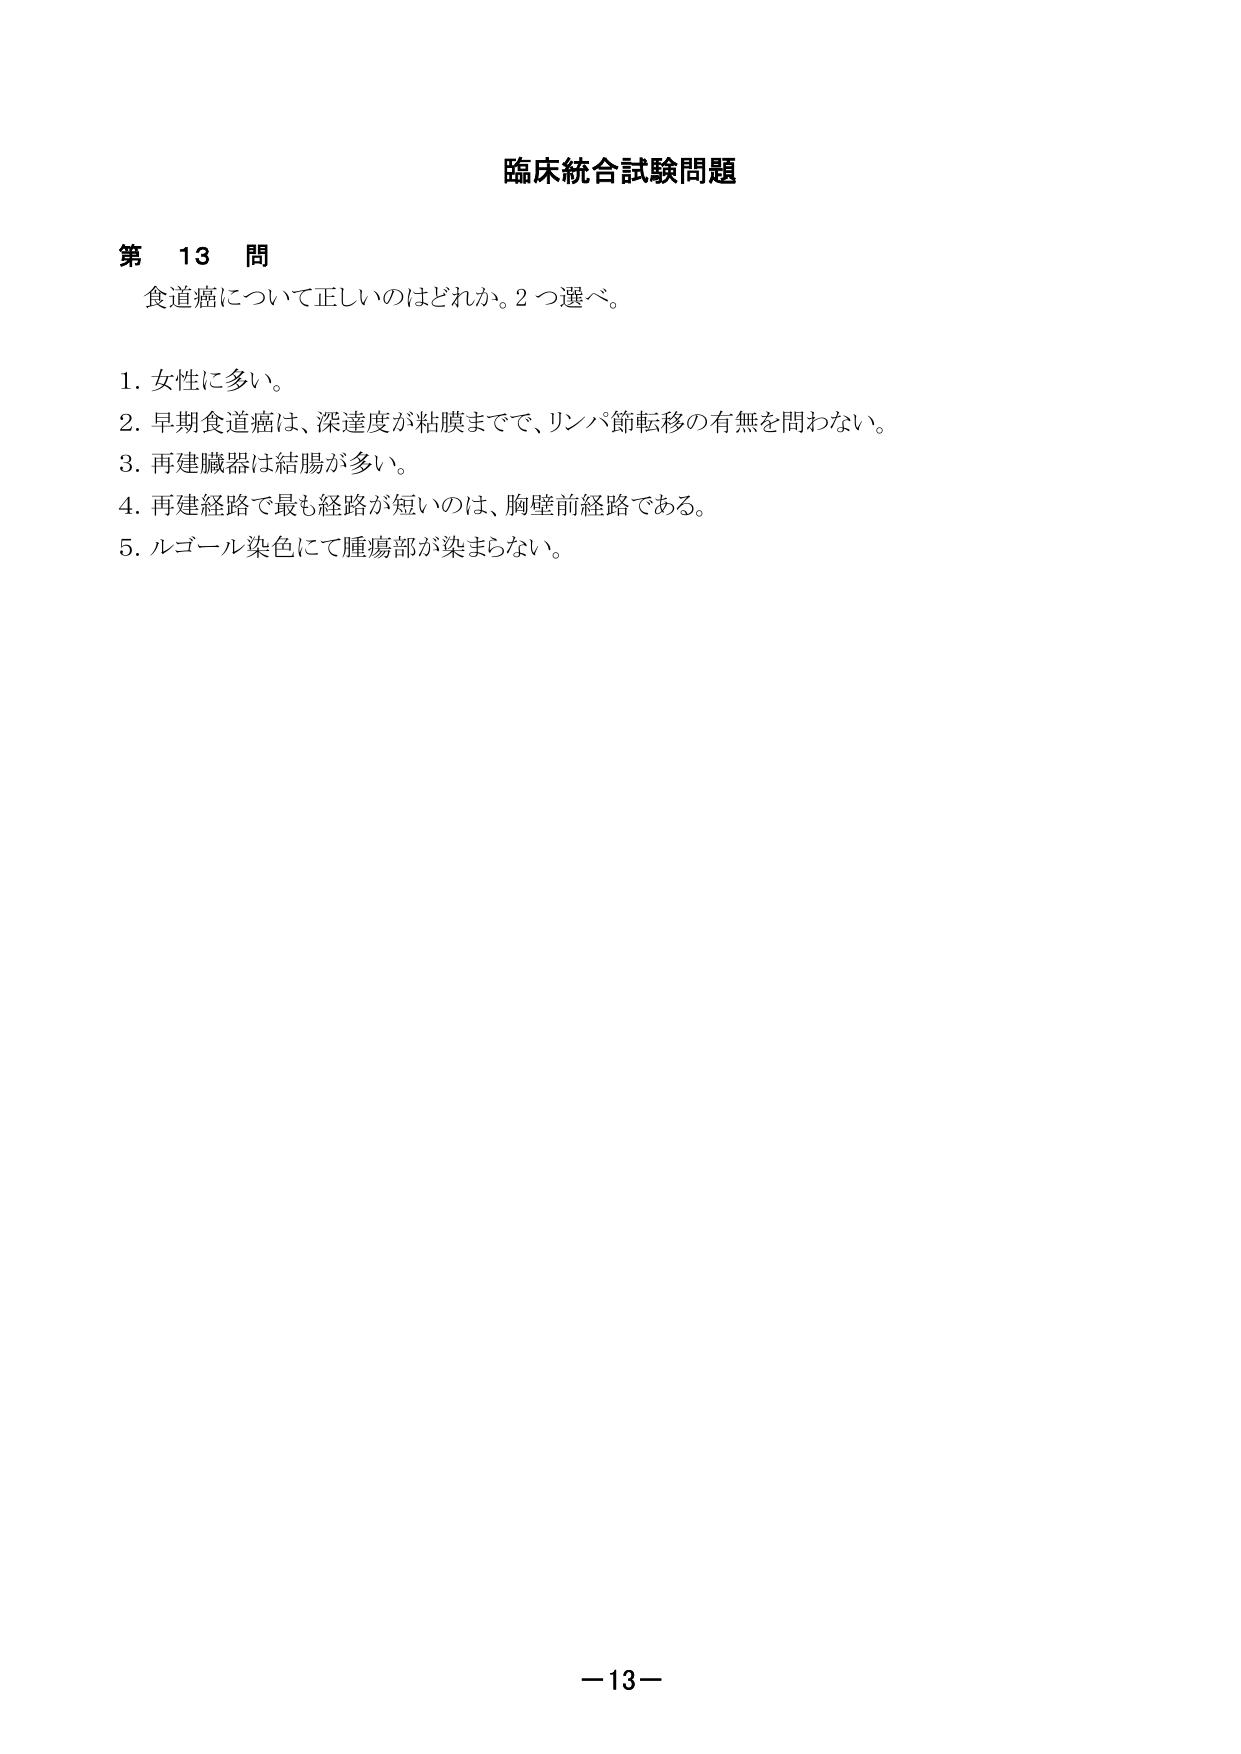 臨床統合試験問題
第 13 問
食道癌について正しいのはどれか。2 つ選べ。
1. 女性に多い。
2. 早期食道癌は、深達度が粘膜までで、リンパ節転移の有無を問わない。
3. 再建臓器は結腸が多い。
4. 再建経路で最も経路が短いのは、胸壁前経路である。
5. ルゴール染色にて腫瘍部が染まらない。
―13―